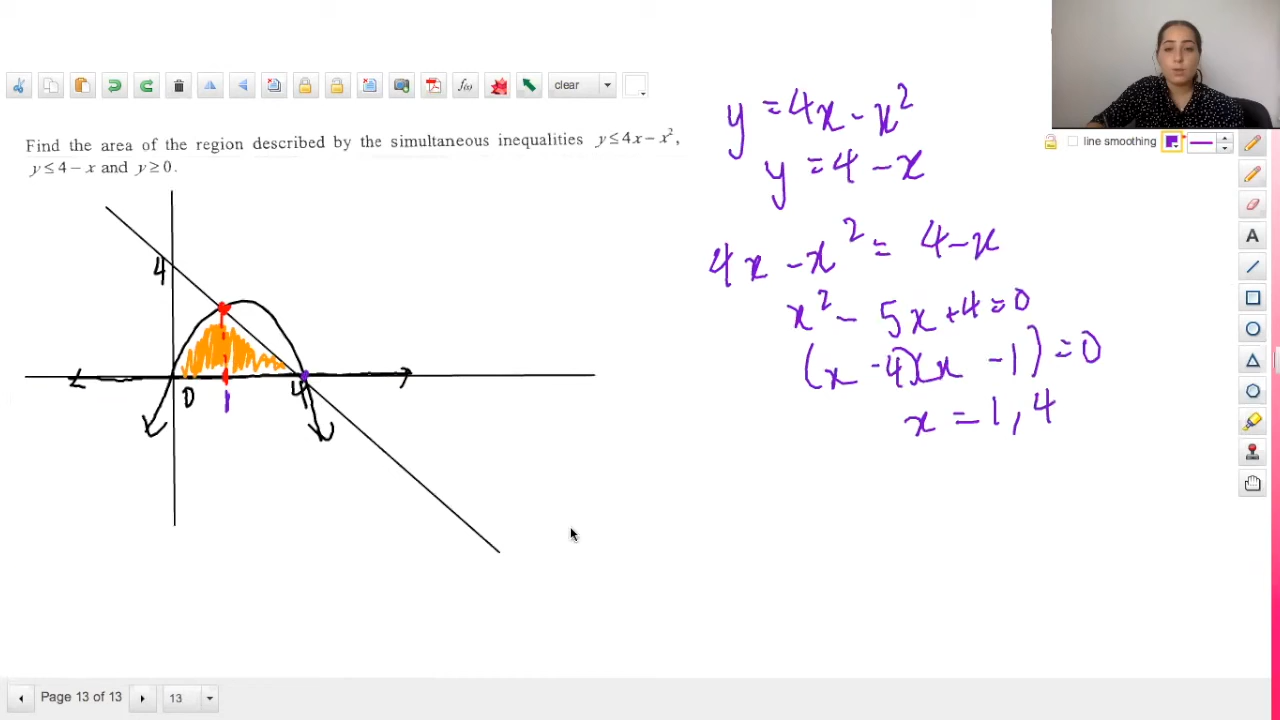 clear
line smoothing
Find the area of the region described by the simultaneous inequalities y ≤ 4x − x²,
y ≤ 4 − x and y ≥ 0.
4
0
1
4
y = 4x − x²
y = 4 − x
4x − x² = 4 − x
x² − 5x + 4 = 0
(x − 4)(x − 1) = 0
x = 1, 4
f(x)
A
Page 13 of 13
13